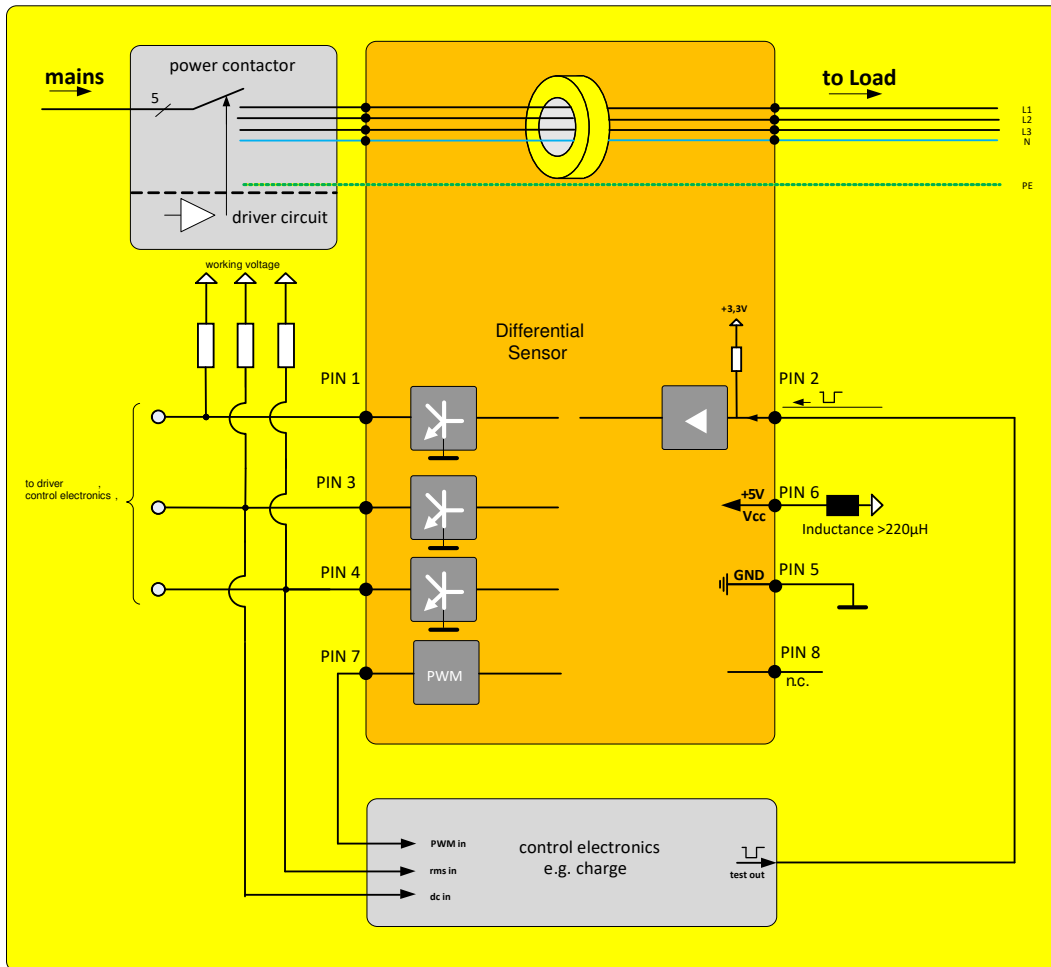 power contactor
mains
5
to Load
L1
L2
L3
N
PE
driver circuit
working voltage
+3,3V
Differential
Sensor
PIN 1
PIN 2
PIN 3
+5V
Vcc
PIN 6
Inductance >220µH
to driver ,
control electronics ,
PIN 4
GND
PIN 5
PIN 7
PWM
PIN 8
n.c.
PWM in
rms in
dc in
control electronics
e.g. charge
test out